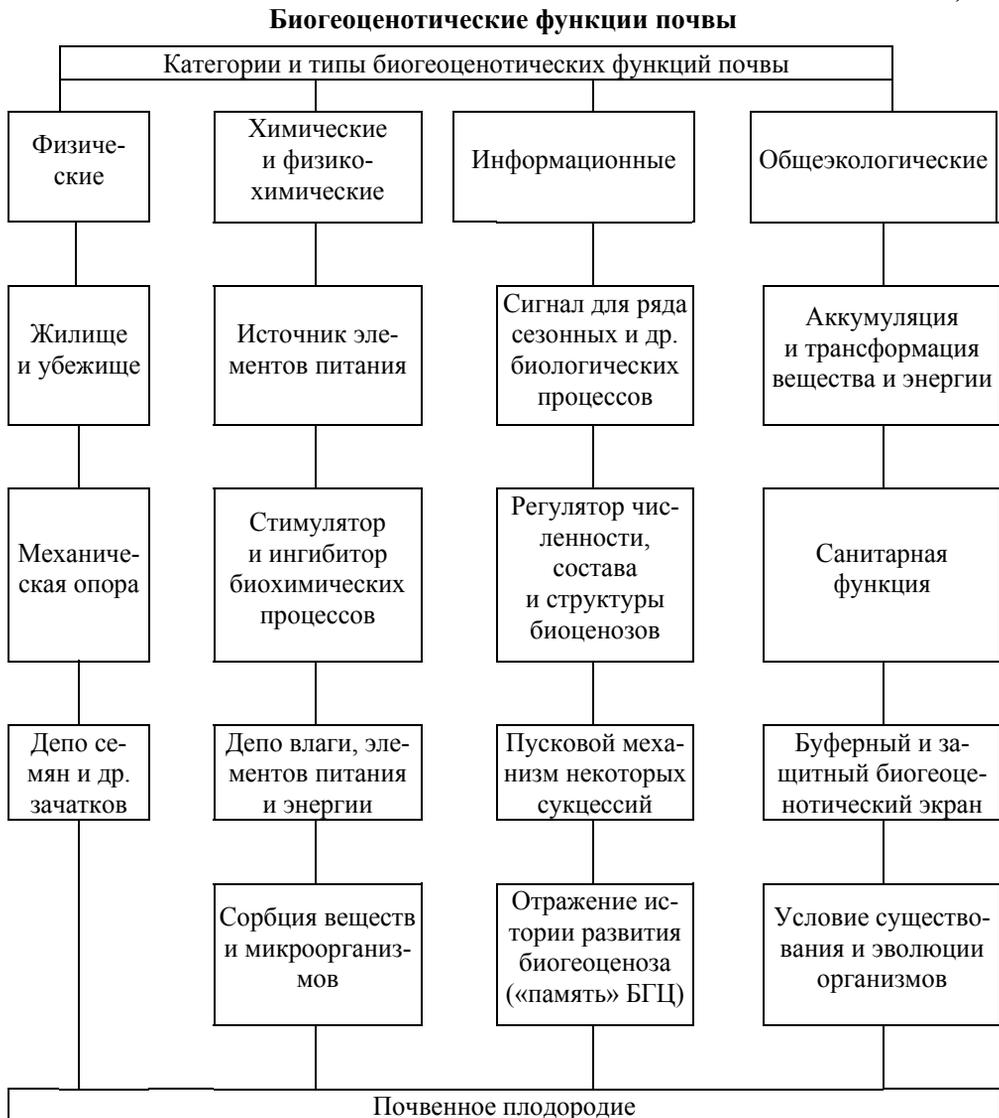 Биогеоценотические функции почвы
Категории и типы биогеоценотических функций почвы
Физиче-
ские
Химические
и физико-
химические
Информационные
Общеэкологические
Жилище
и убежище
Источник эле-
ментов питания
Сигнал для ряда
сезонных и др.
биологических
процессов
Аккумуляция
и трансформация
вещества и энергии
Механиче-
ская опора
Стимулятор
и ингибитор
биохимических
процессов
Регулятор чис-
ленности,
состава
и структуры
биоценозов
Санитарная
функция
Депо се-
мян и др.
зачатков
Депо влаги, эле-
ментов питания
и энергии
Пусковой меха-
низм некоторых
сукцессий
Буферный и за-
щитный биогеоце-
нотический экран
Сорбция веществ
и микроорганиз-
мов
Отражение ис-
тории развития
биогеоценоза
(«память» БГЦ)
Условие существо-
вания и эволюции
организмов
Почвенное плодородие